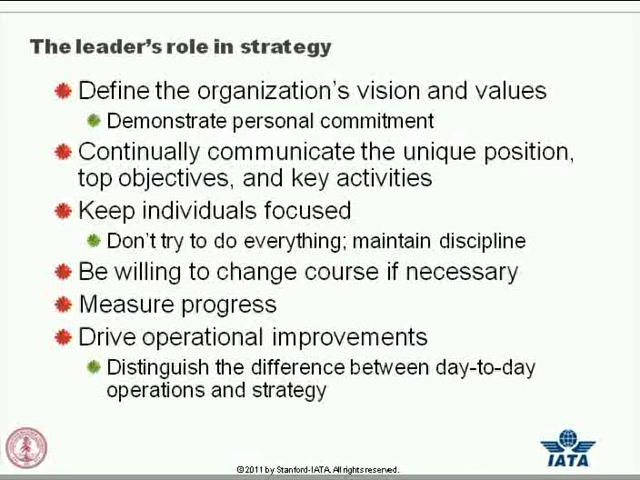 The leader's role in strategy
Define the organization's vision and values
Demonstrate personal commitment
Continually communicate the unique position,
top objectives, and key activities
Keep individuals focused
Don't try to do everything; maintain discipline
Be willing to change course if necessary
Measure progress
Drive operational improvements
Distinguish the difference between day-to-day
operations and strategy
IATA
© 2011 by Stanford-IATA. All rights reserved.